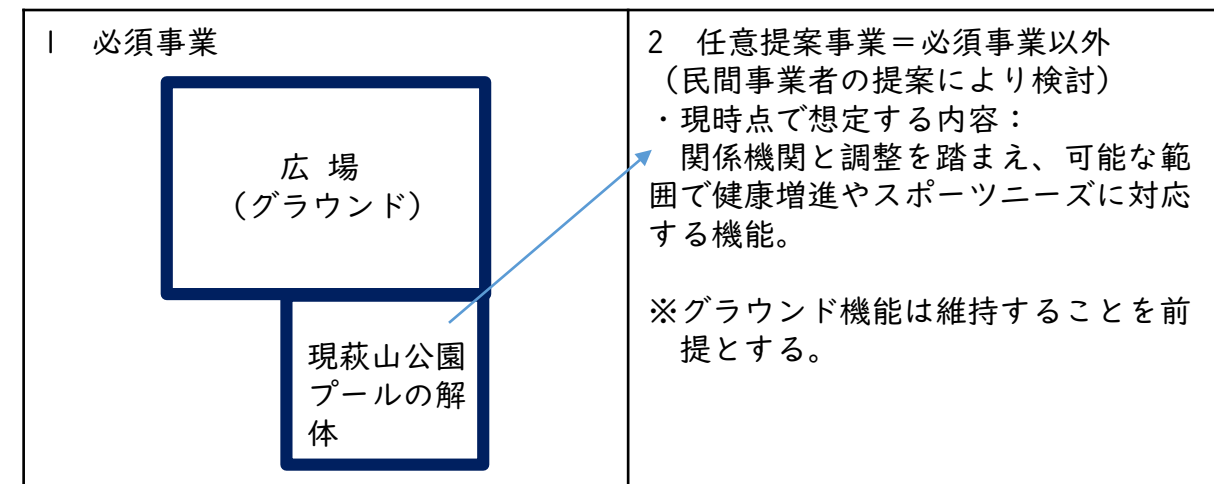 1　必須事業
広 場
（グラウンド）
現萩山公園
プールの解
体
2　任意提案事業＝必須事業以外
（民間事業者の提案により検討）
・現時点で想定する内容：
　関係機関と調整を踏まえ、可能な範
囲で健康増進やスポーツニーズに対応
する機能。
※グラウンド機能は維持することを前
　提とする。